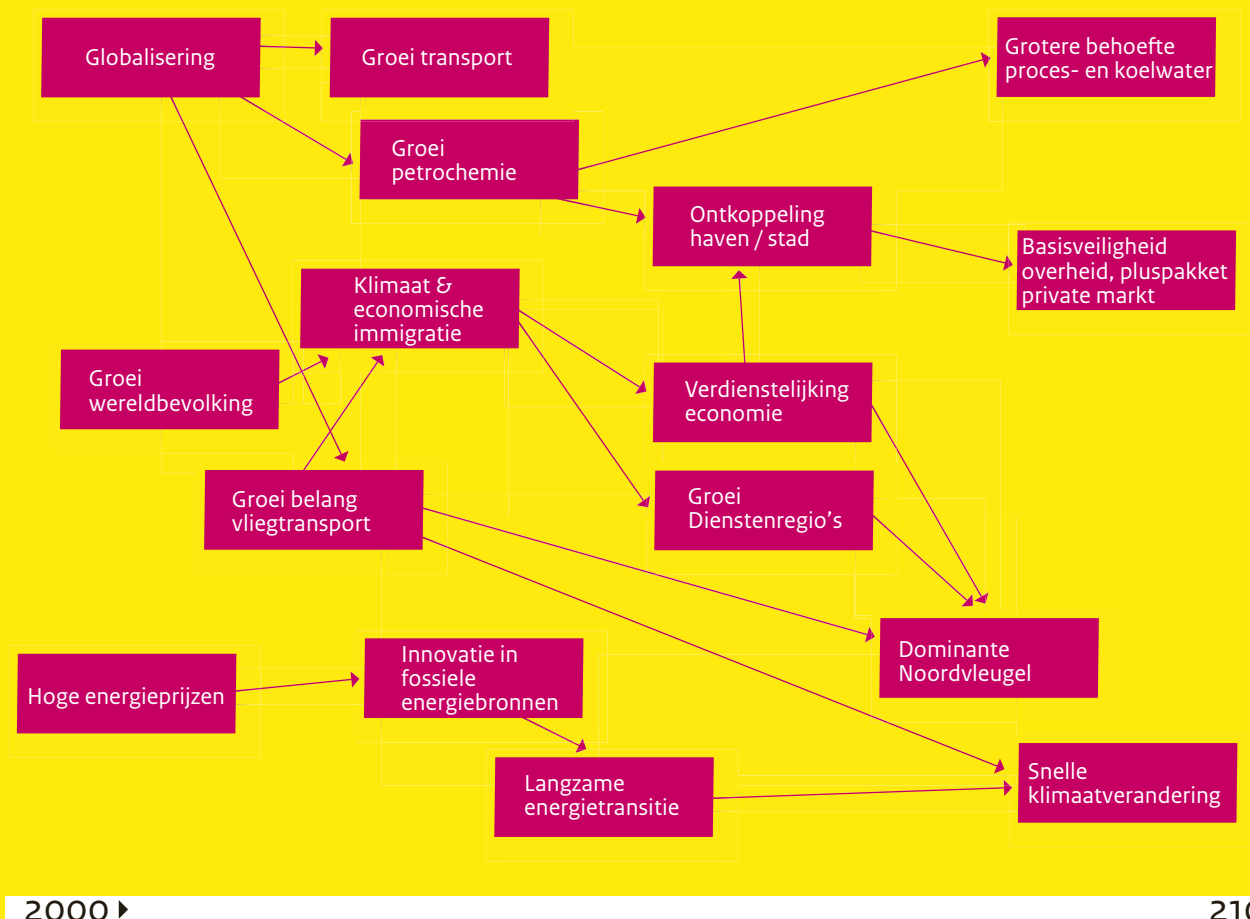 Globalisering
Groei transport
Grotere behoefte
proces- en koelwater
Groei
petrochemie
Ontkoppeling
haven / stad
Basisveiligheid
overheid, pluspakket
private markt
Klimaat &
economische
immigratie
Groei
wereldbevolking
Verdienstelijking
economie
Groei belang
vliegtransport
Groei
Dienstenregio's
Dominante
Noordvleugel
Hoge energieprijzen
Innovatie in
fossiele
energiebronnen
Langzame
energietransitie
Snelle
klimaatverandering
2000